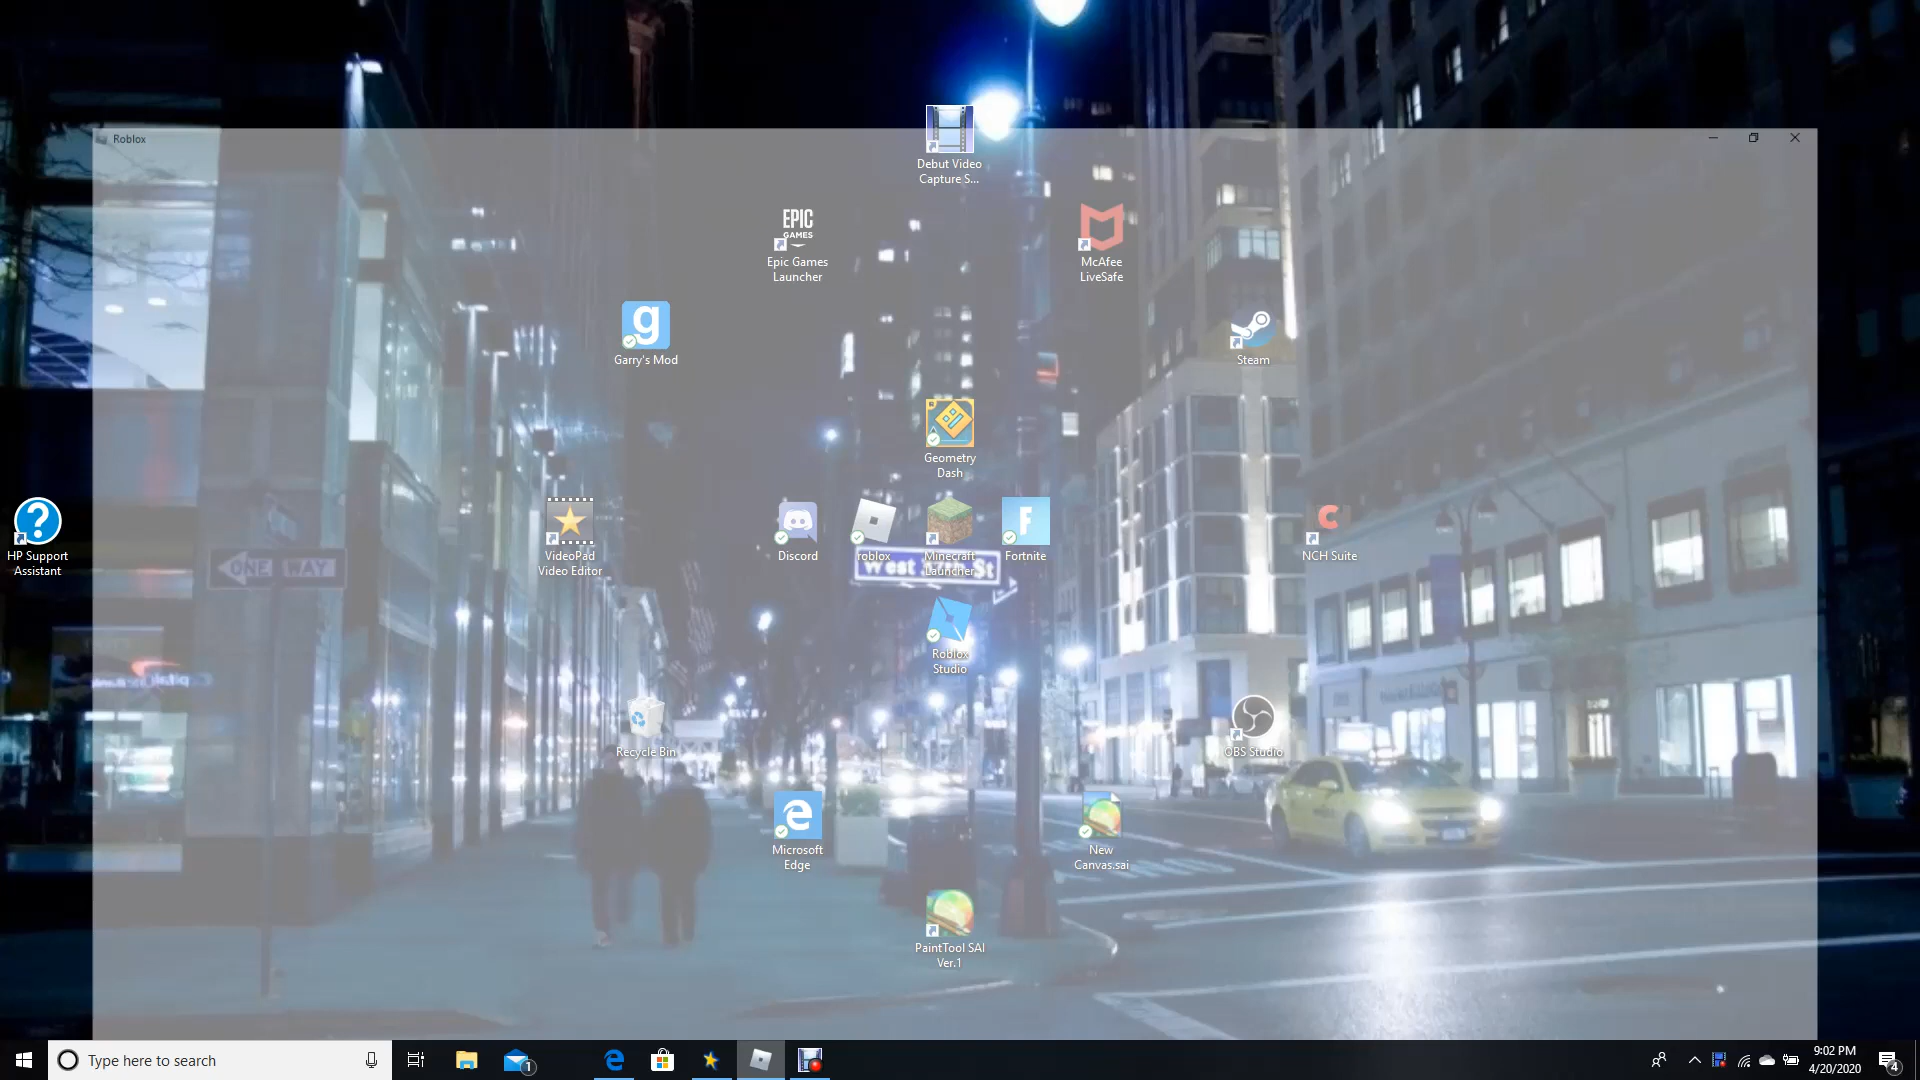 Roblox
Debut Video
Capture S...
EPIC
GAMES
Epic Games
Launcher
McAfee
LiveSafe
g
Garry's Mod
Steam
Geometry
Dash
HP Support
Assistant
VideoPad
Video Editor
Discord
roblox
Minecraft
Launcher
F
Fortnite
NCH Suite
ONE WAY
West
St
Roblox
Studio
Recycle Bin
OBS Studio
Microsoft
Edge
New
Canvas.sai
PaintTool SAI
Ver.1
Type here to search
1
9:02 PM
4/20/2020
4